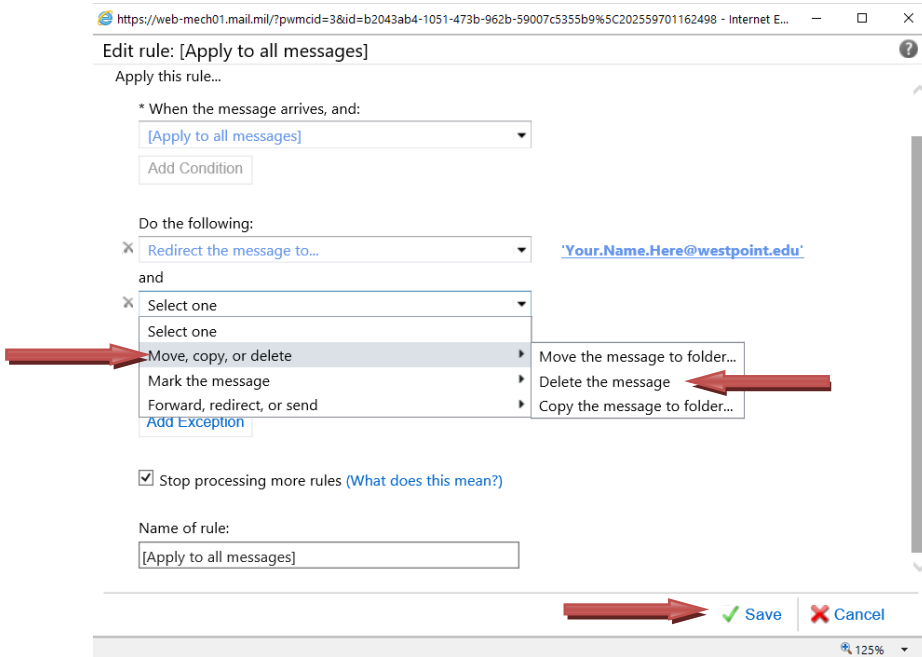 https://web-mech01.mail.mil/?pwmcid=3&id=b2043ab4-1051-473b-962b-59007c5355b9%5C202559701162498 - Internet E...
Edit rule: [Apply to all messages]
?
Apply this rule...
* When the message arrives, and:
[Apply to all messages]
Add Condition
Do the following:
Redirect the message to...
'Your.Name.Here@westpoint.edu'
and
Select one
Select one
Move, copy, or delete
Move the message to folder...
Mark the message
Delete the message
Forward, redirect, or send
Copy the message to folder...
Add Exception
Stop processing more rules (What does this mean?)
Name of rule:
[Apply to all messages]
Save
Cancel
125%